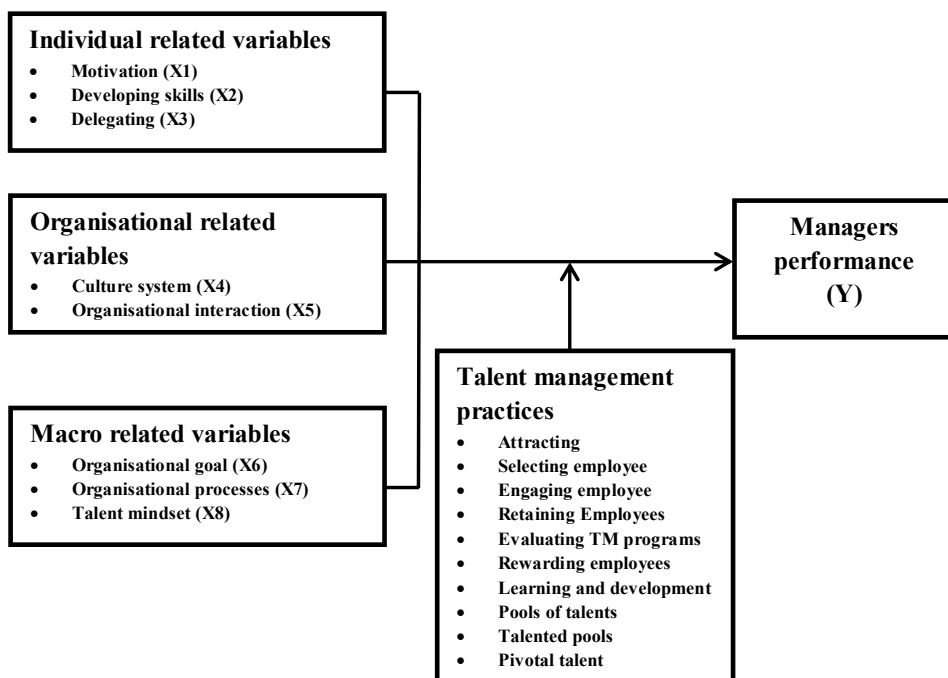 Individual related variables
• Motivation (X1)
• Developing skills (X2)
• Delegating (X3)
Organisational related
variables
• Culture system (X4)
• Organisational interaction (X5)
Macro related variables
• Organisational goal (X6)
• Organisational processes (X7)
• Talent mindset (X8)
Managers
performance
(Y)
Talent management
practices
• Attracting
• Selecting employee
• Engaging employee
• Retaining Employees
• Evaluating TM programs
• Rewarding employees
• Learning and development
• Pools of talents
• Talented pools
• Pivotal talent